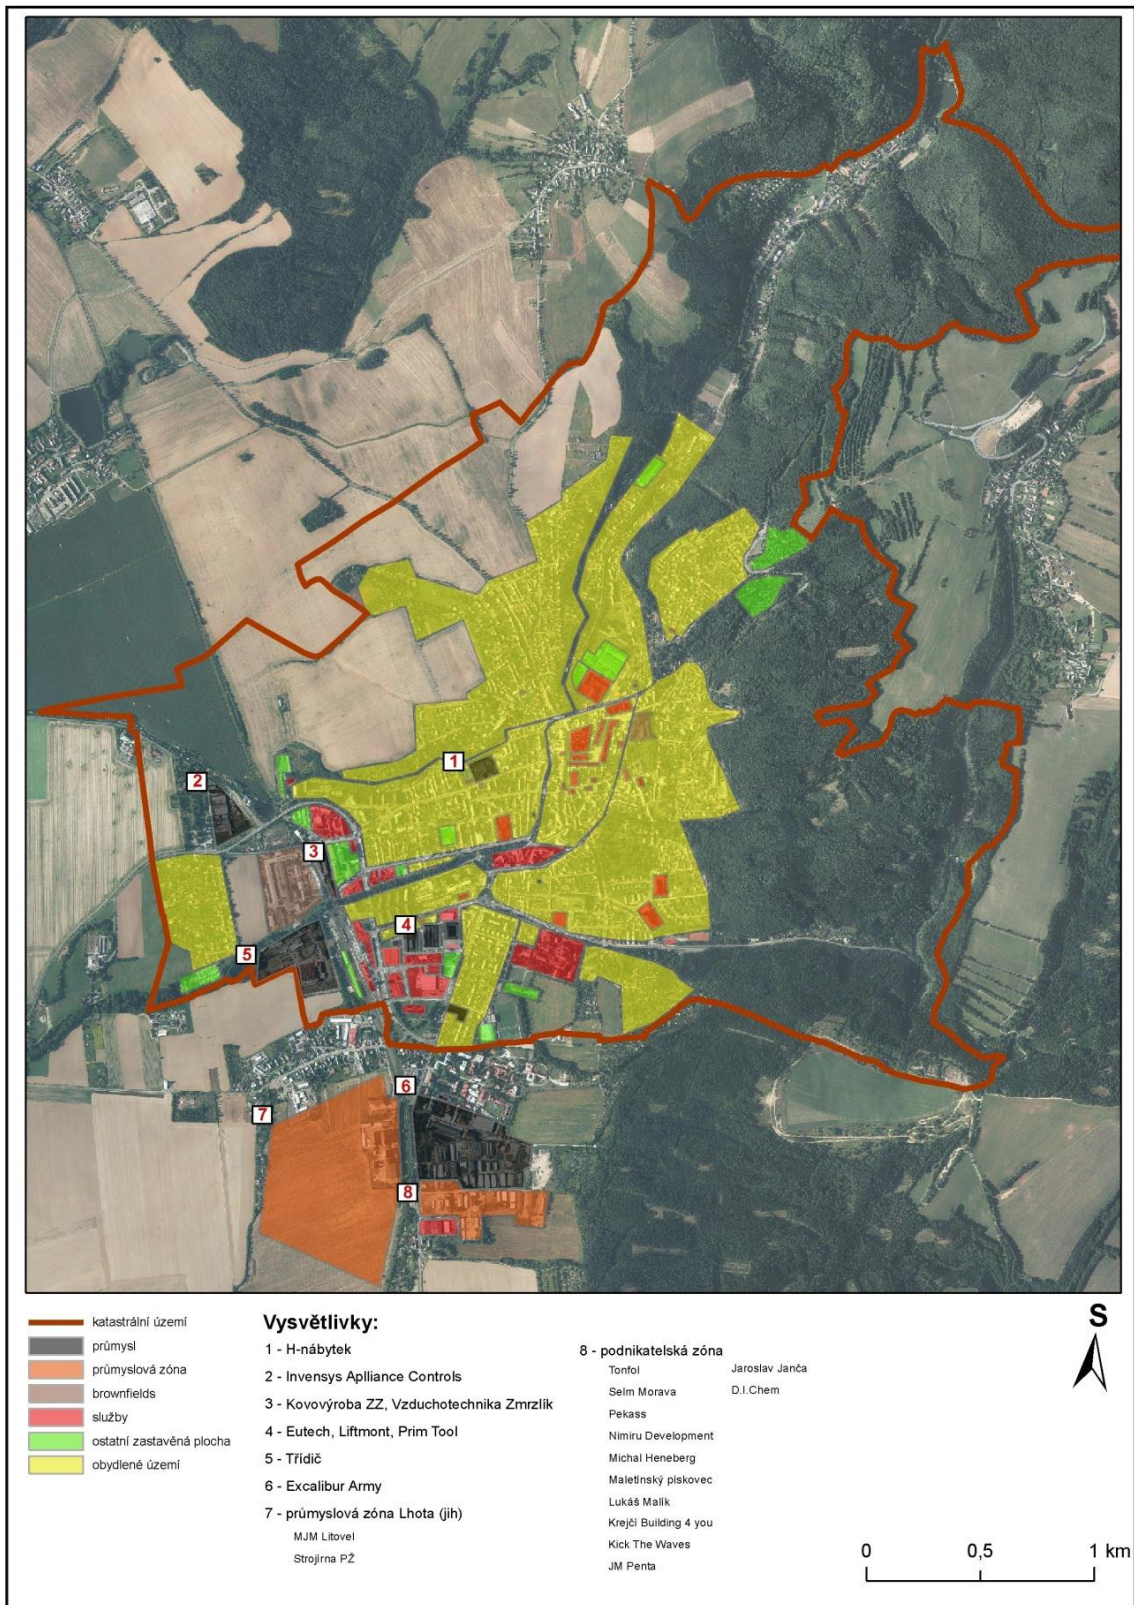 1
2
3
4
5
6
7
8
katastrální území
průmysl
průmyslová zóna
brownfields
služby
ostatní zastavěná plocha
obydlené území
Vysvětlivky:
1 - H-nábytek
2 - Invensys Aplliance Controls
3 - Kovovýroba ZZ, Vzduchotechnika Zmrzlík
4 - Eutech, Liftmont, Prim Tool
5 - Třídič
6 - Excalibur Army
7 - průmyslová zóna Lhota (jih)
MJM Litovel
Strojírna PŽ
8 - podnikatelská zóna
Tonfol
Selm Morava
Pekass
Nimiru Development
Michal Heneberg
Maletínský pískovec
Lukáš Malík
Krejčí Building 4 you
Kick The Waves
JM Penta
Jaroslav Janča
D.I.Chem
S
0 0,5 1 km